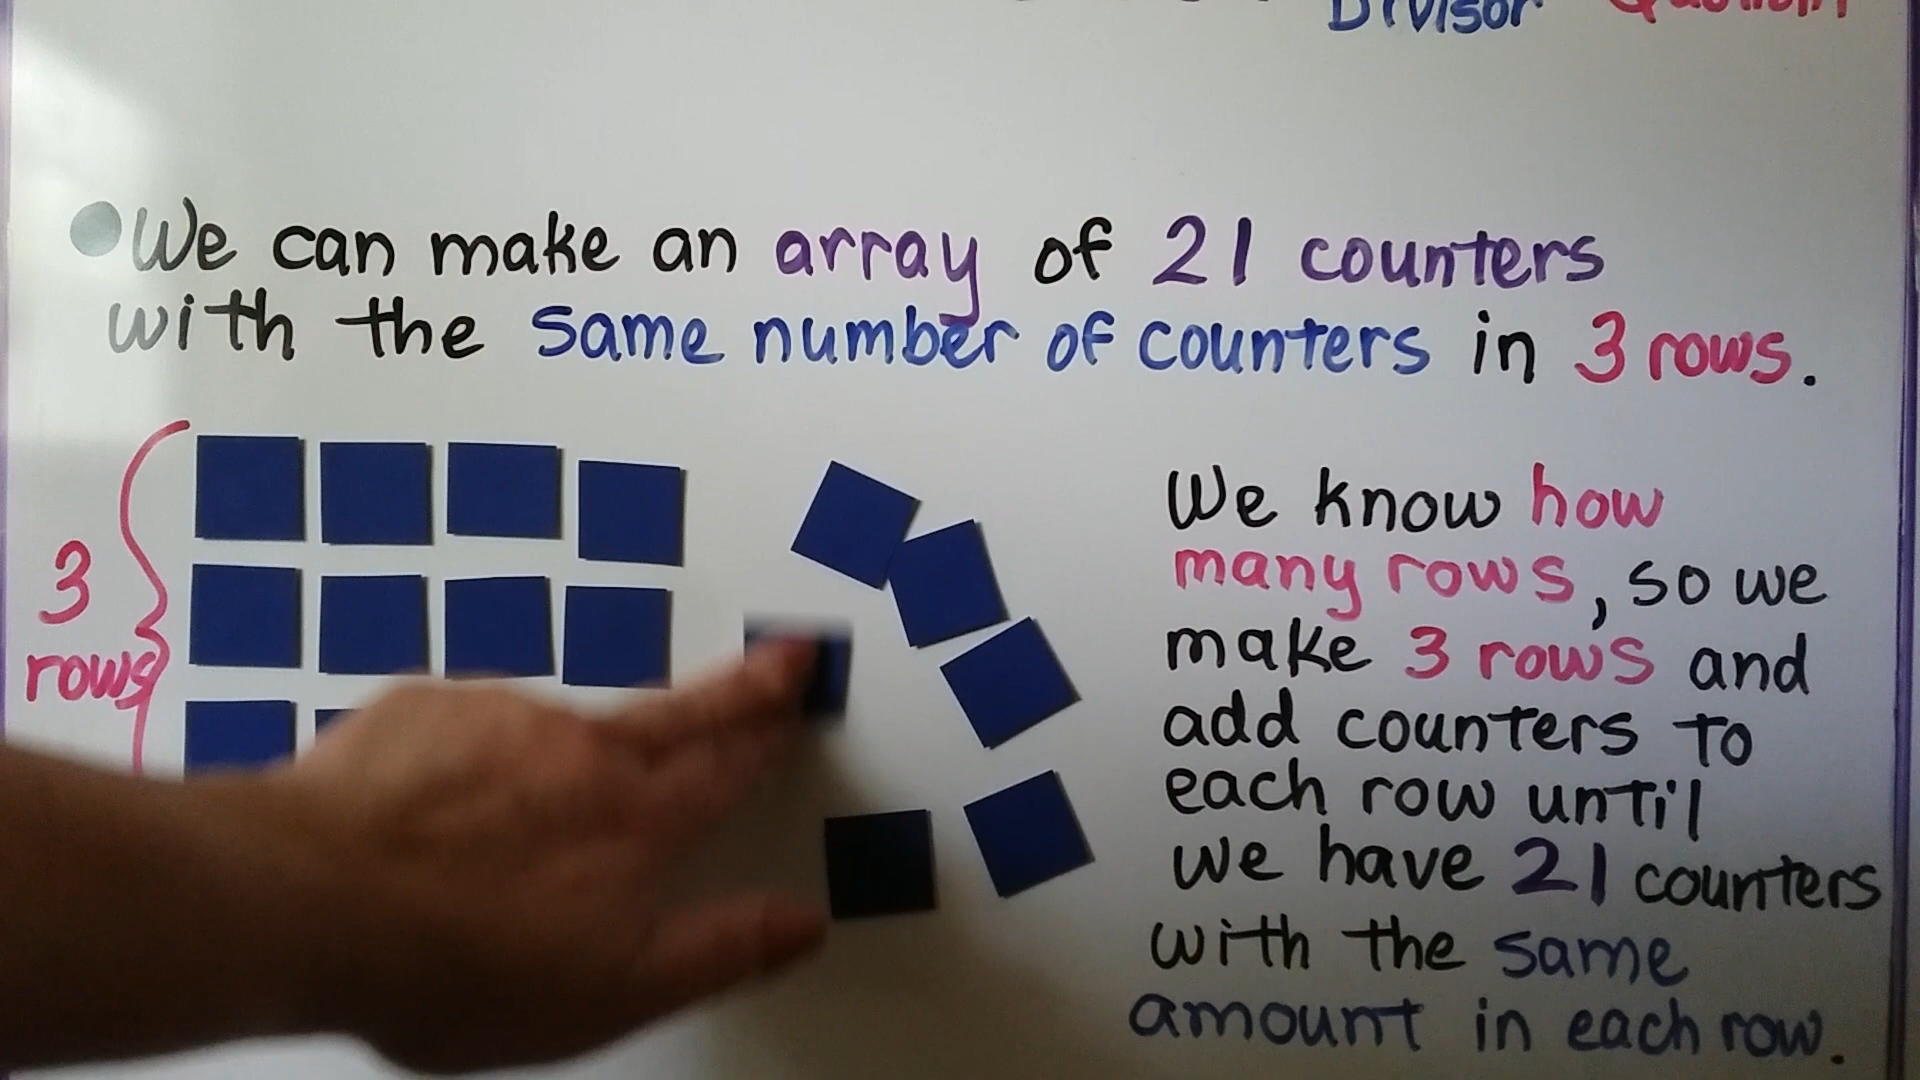 Divisor Quotient
We can make an array of 21 counters
with the same number of counters in 3 rows.
3
rows
We know how
many rows, so we
make 3 rows and
add counters to
each row until
we have 21 counters
with the same
amount in each row.